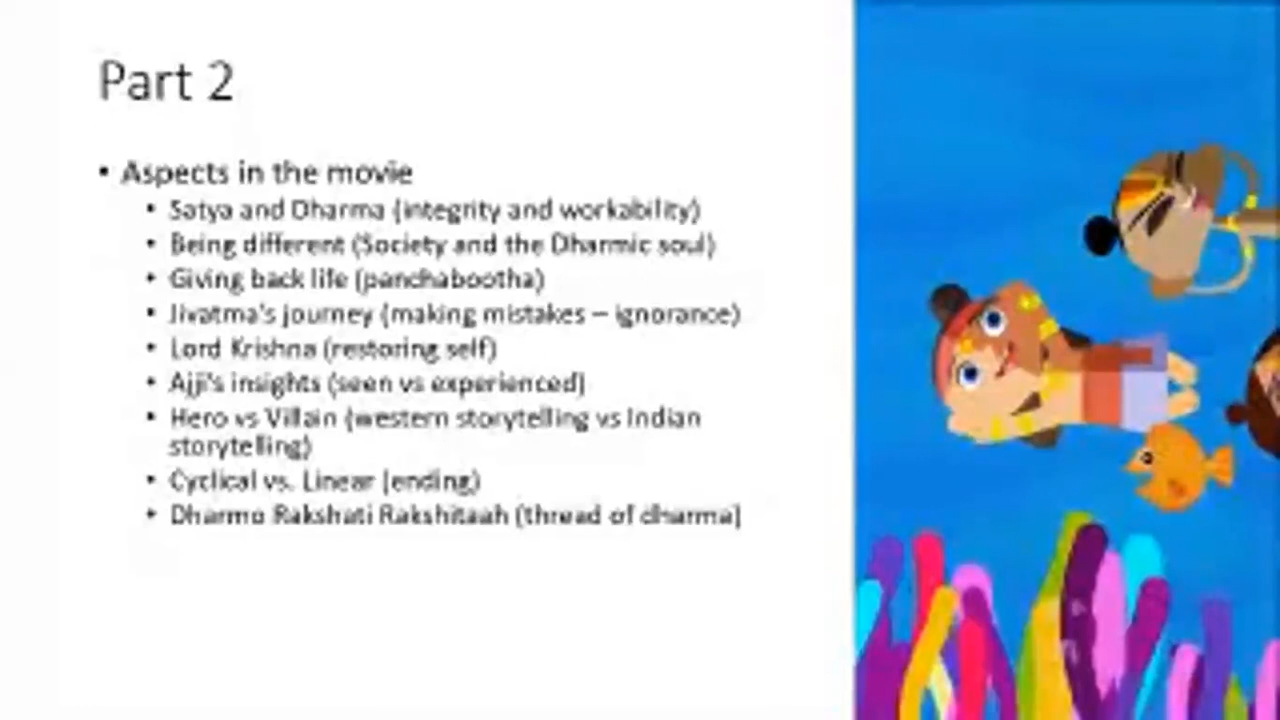 Part 2
• Aspects in the movie
• Satya and Dharma (integrity and workability)
• Being different (Society and the Dharmic soul)
• Giving back life (panchabootha)
• Jivatma's journey (making mistakes – ignorance)
• Lord Krishna (restoring self)
• Ajji's insights (seen vs experienced)
• Hero vs Villain (western storytelling vs Indian
storytelling)
• Cyclical vs. Linear (ending)
• Dharmo Rakshati Rakshitaah (thread of dharma)